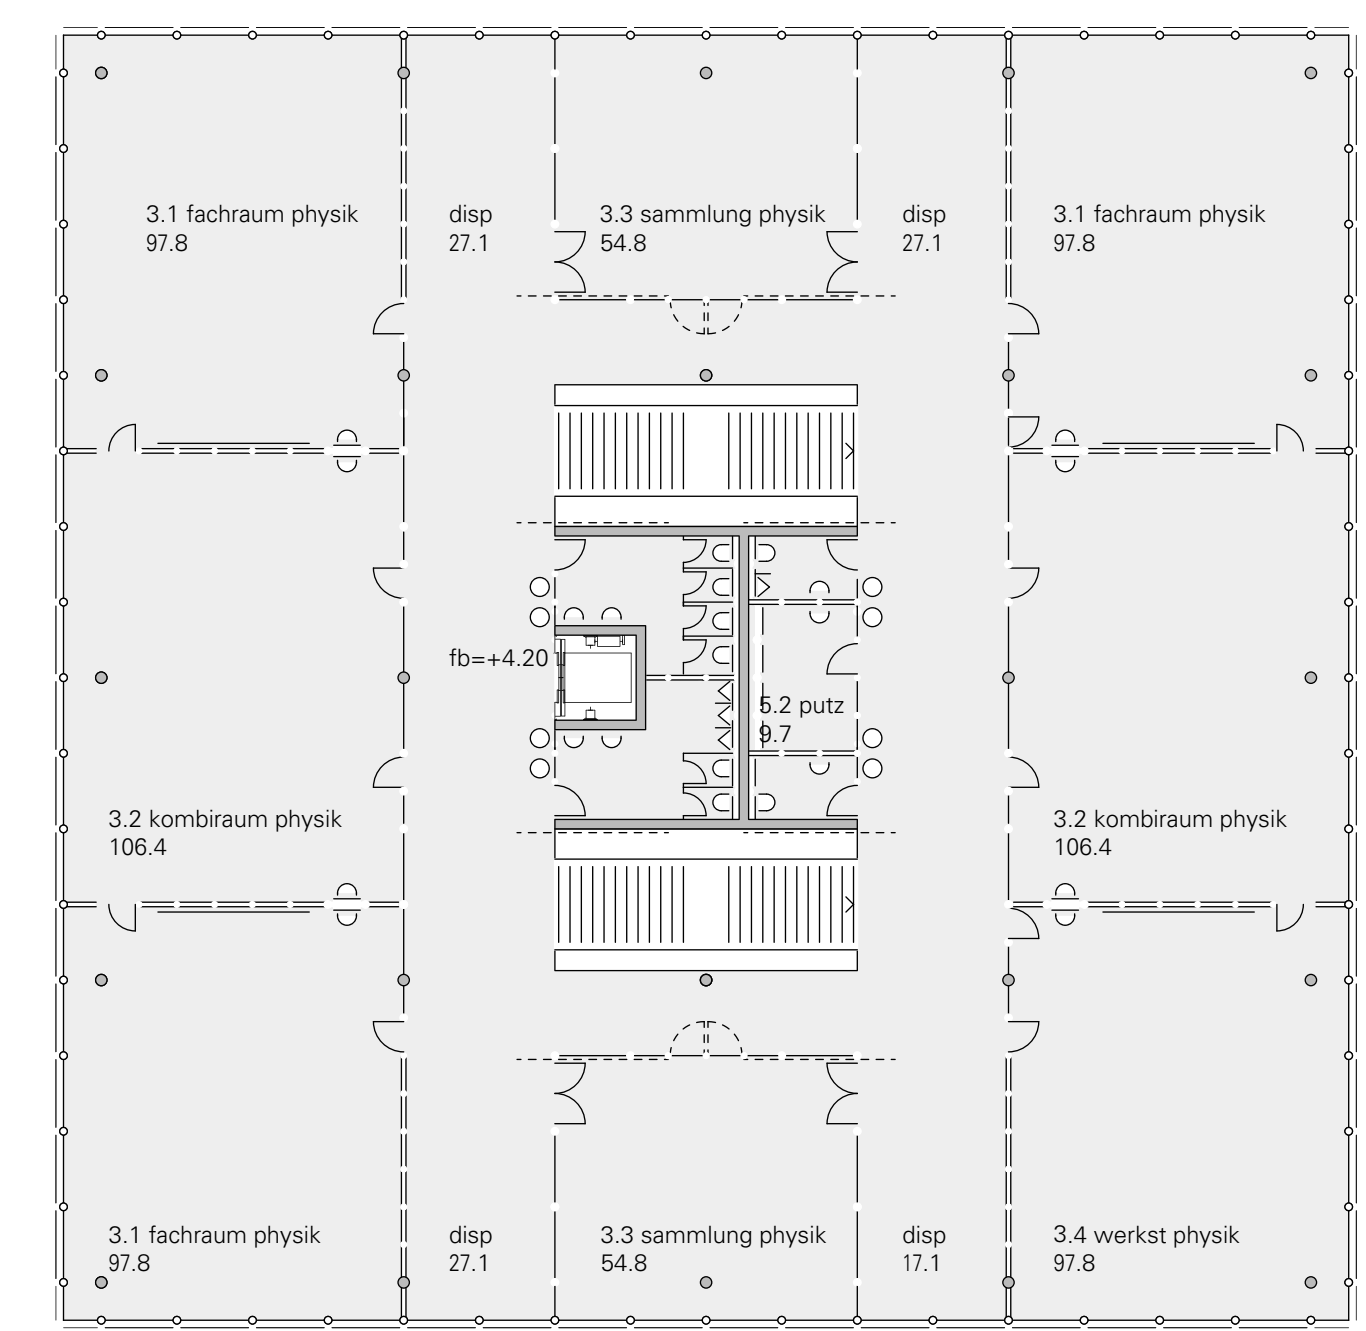 3.1 fachraum physik
97.8
disp
27.1
3.3 sammlung physik
54.8
disp
27.1
3.1 fachraum physik
97.8
fb=+4.20
5.2 putz
9.7
3.2 kombiraum physik
106.4
3.2 kombiraum physik
106.4
3.1 fachraum physik
97.8
disp
27.1
3.3 sammlung physik
54.8
disp
17.1
3.4 werkst physik
97.8